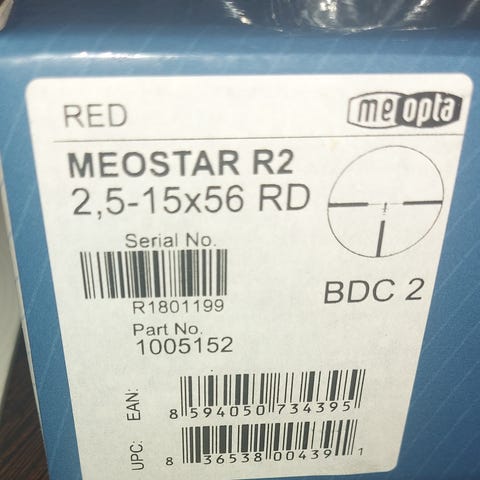 RED
meopta
MEOSTAR R2
2,5-15x56 RD
Serial No.
R1801199
BDC 2
Part No.
1005152
EAN:
8 594050 734395
UPC:
8 36538 00439 1